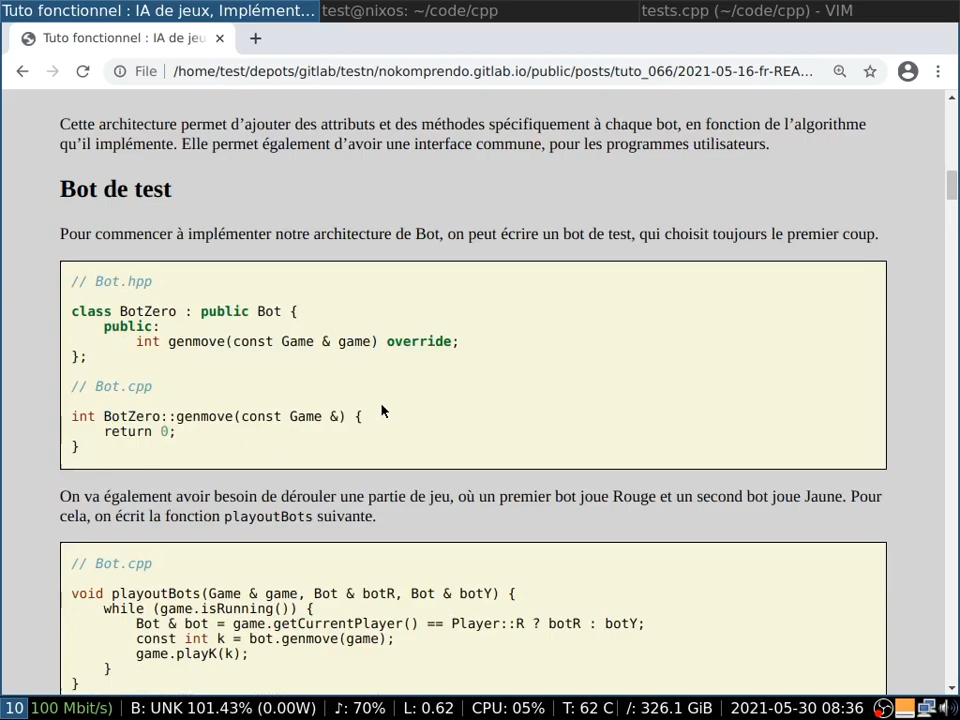 Tuto fonctionnel : IA de jeux, Implément... test@nixos: ~/code/cpp tests.cpp (~/code/cpp) - VIM
Tuto fonctionnel : IA de jeu × +
File /home/test/depots/gitlab/testn/nokomprendo.gitlab.io/public/posts/tuto_066/2021-05-16-fr-REA...
Cette architecture permet d’ajouter des attributs et des méthodes spécifiquement à chaque bot, en fonction de l’algorithme
qu’il implémente. Elle permet également d’avoir une interface commune, pour les programmes utilisateurs.
Bot de test
Pour commencer à implémenter notre architecture de Bot, on peut écrire un bot de test, qui choisit toujours le premier coup.
// Bot.hpp
class BotZero : public Bot {
public:
int genmove(const Game & game) override;
};
// Bot.cpp
int BotZero::genmove(const Game &) {
return 0;
}
On va également avoir besoin de dérouler une partie de jeu, où un premier bot joue Rouge et un second bot joue Jaune. Pour
cela, on écrit la fonction playoutBots suivante.
// Bot.cpp
void playoutBots(Game & game, Bot & botR, Bot & botY) {
while (game.isRunning()) {
Bot & bot = game.getCurrentPlayer() == Player::R ? botR : botY;
const int k = bot.genmove(game);
game.playK(k);
}
}
10 100 Mbit/s) | B: UNK 101.43% (0.00W) | ♪: 70% | L: 0.62 | CPU: 05% | T: 62 C | /: 326.1 GiB | 2021-05-30 08:36